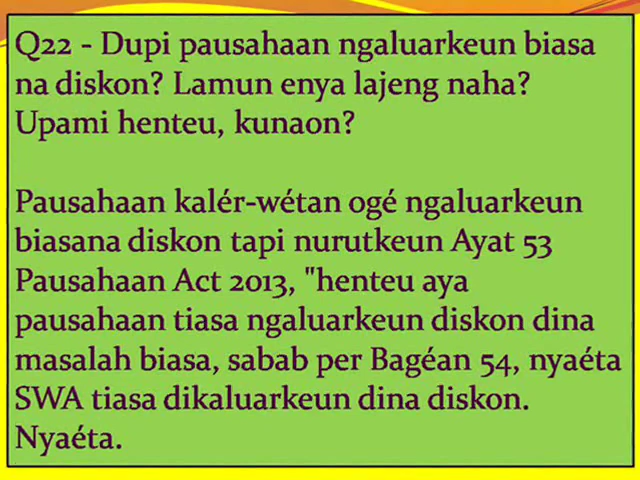 Q22 - Dupi pausahaan ngaluarkeun biasa
na diskon? Lamun enya lajeng naha?
Upami henteu, kunaon?
Pausahaan kalér-wétan ogé ngaluarkeun
biasana diskon tapi nurutkeun Ayat 53
Pausahaan Act 2013, "henteu aya
pausahaan tiasa ngaluarkeun diskon dina
masalah biasa, sabab per Bagéan 54, nyaéta
SWA tiasa dikaluarkeun dina diskon.
Nyaéta.